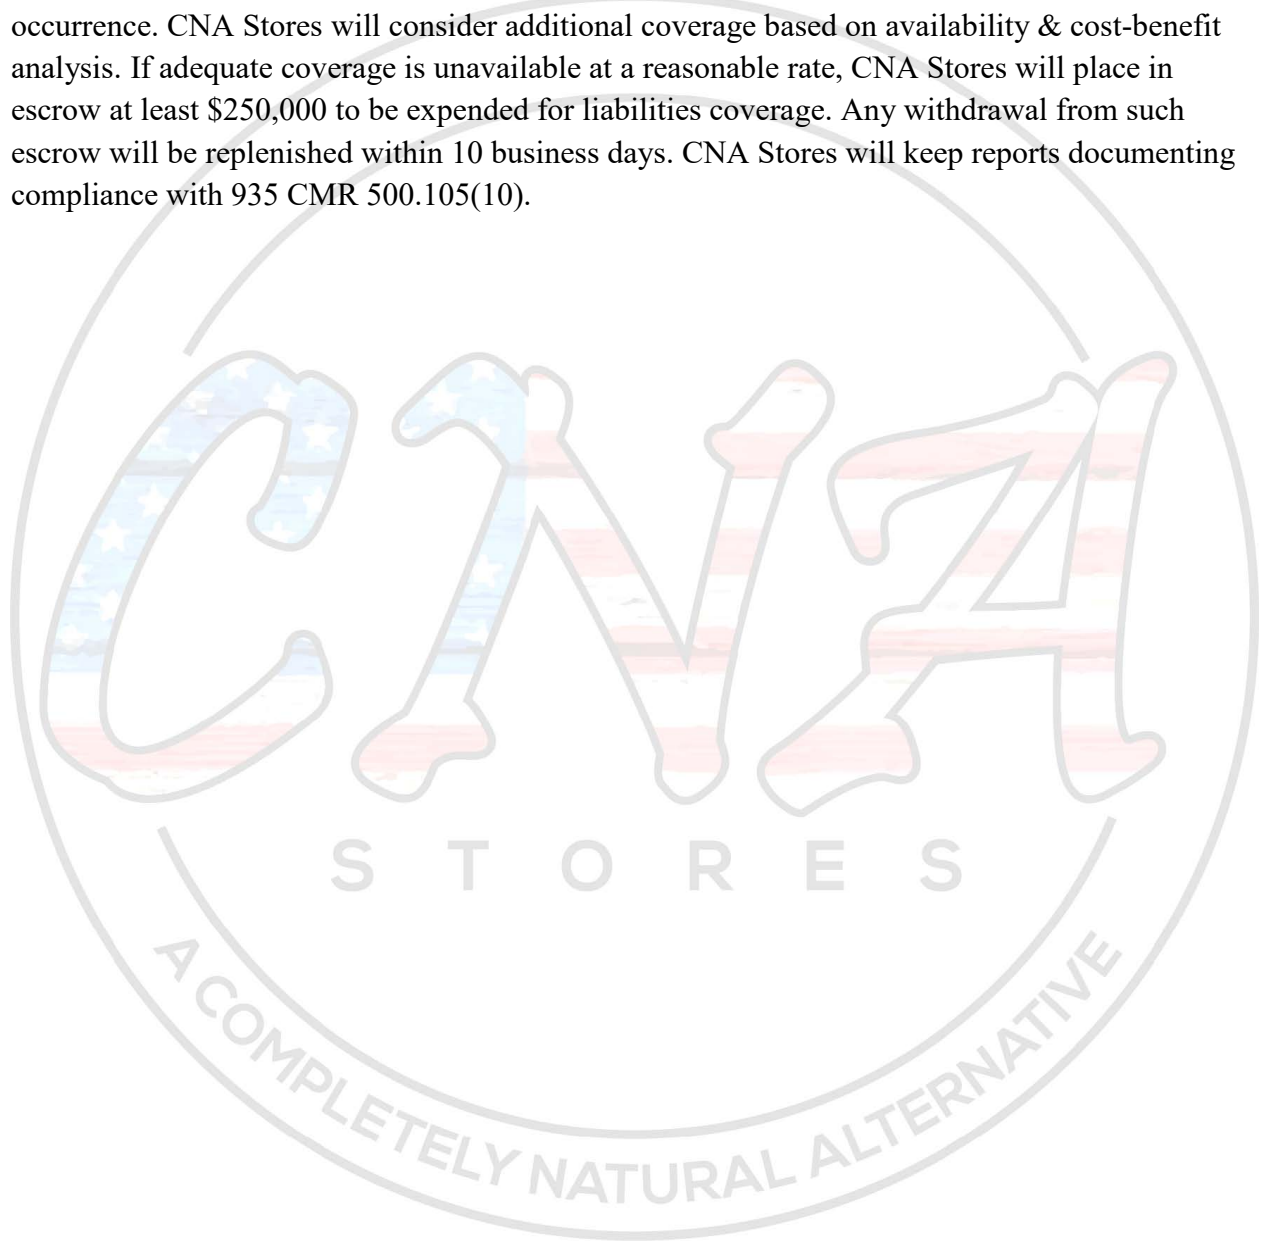 occurrence. CNA Stores will consider additional coverage based on availability & cost-benefit
analysis. If adequate coverage is unavailable at a reasonable rate, CNA Stores will place in
escrow at least $250,000 to be expended for liabilities coverage. Any withdrawal from such
escrow will be replenished within 10 business days. CNA Stores will keep reports documenting
compliance with 935 CMR 500.105(10).
CNA
STORES
A COMPLETELY NATURAL ALTERNATIVE